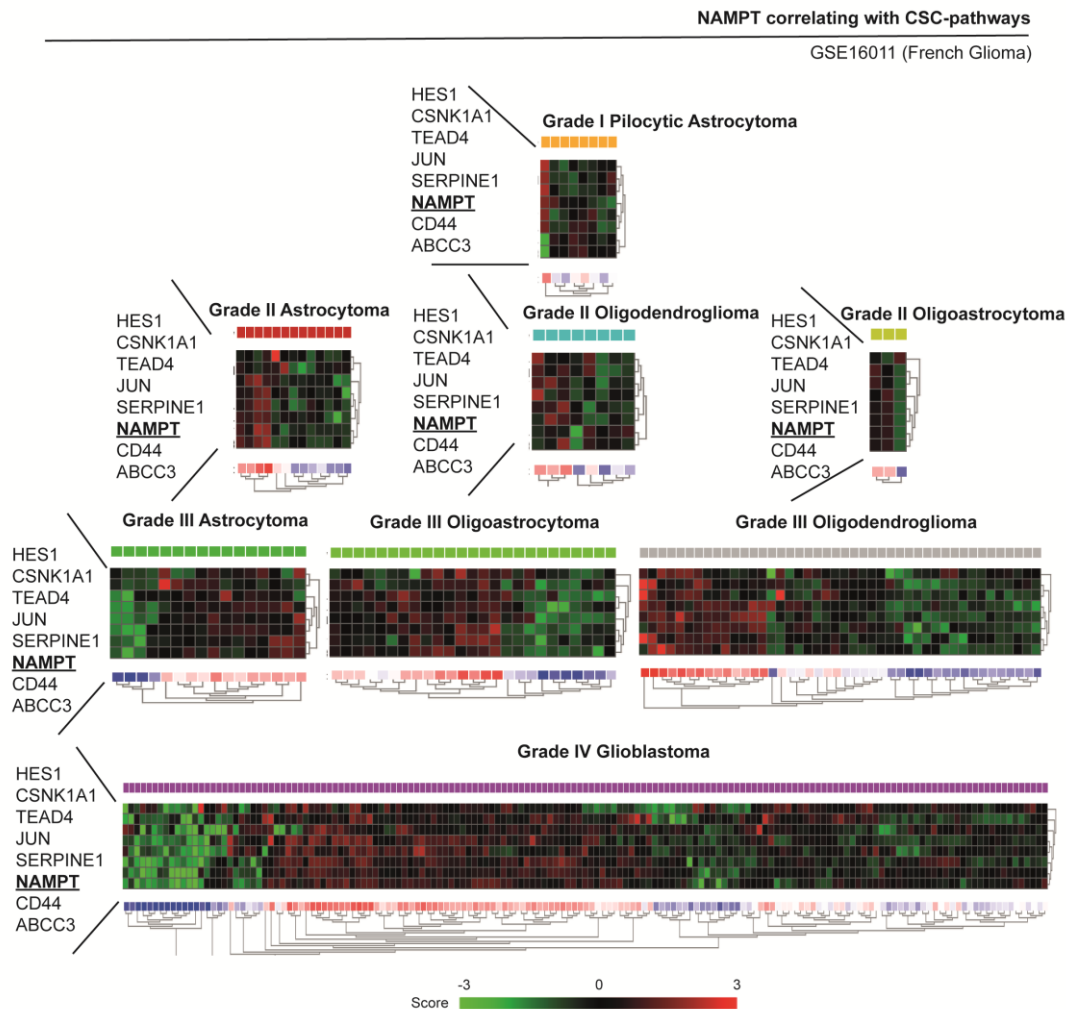 NAMPT correlating with CSC-pathways
GSE16011 (French Glioma)
Grade I Pilocytic Astrocytoma
HES1
CSNK1A1
TEAD4
JUN
SERPINE1
NAMPT
CD44
ABCC3
Grade II Astrocytoma
HES1
CSNK1A1
TEAD4
JUN
SERPINE1
NAMPT
CD44
ABCC3
Grade II Oligodendroglioma
HES1
CSNK1A1
TEAD4
JUN
SERPINE1
NAMPT
CD44
ABCC3
Grade II Oligoastrocytoma
HES1
CSNK1A1
TEAD4
JUN
SERPINE1
NAMPT
CD44
ABCC3
Grade III Astrocytoma
Grade III Oligoastrocytoma
Grade III Oligodendroglioma
HES1
CSNK1A1
TEAD4
JUN
SERPINE1
NAMPT
CD44
ABCC3
Grade IV Glioblastoma
HES1
CSNK1A1
TEAD4
JUN
SERPINE1
NAMPT
CD44
ABCC3
-3 0 3
Score